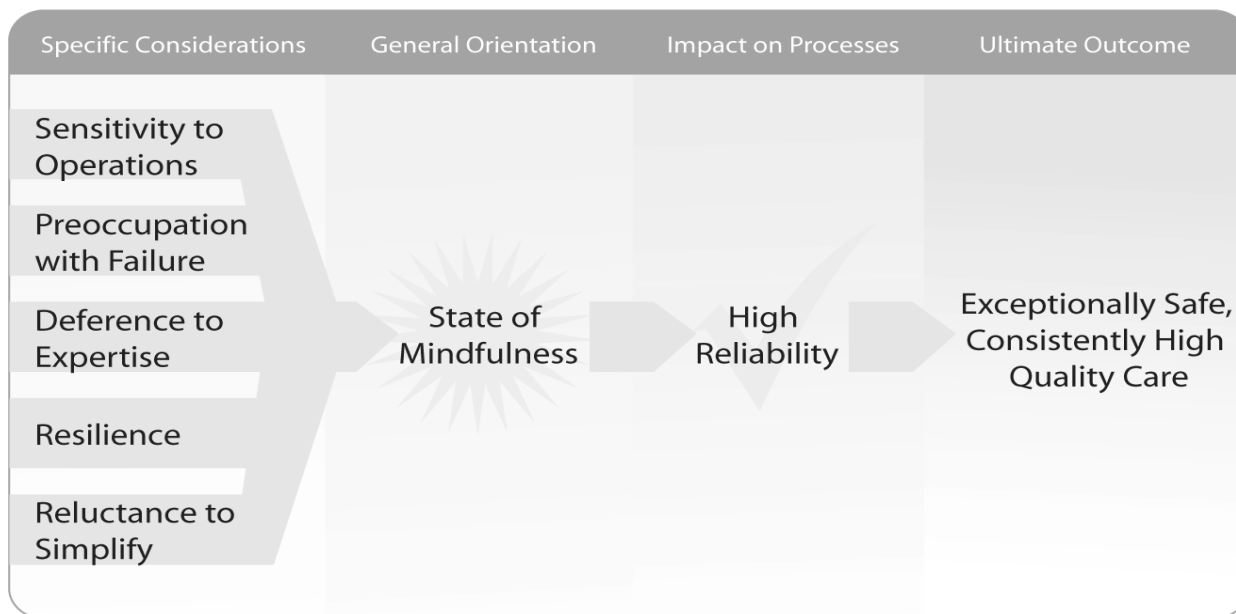 Specific Considerations
General Orientation
Impact on Processes
Ultimate Outcome
Sensitivity to
Operations
Preoccupation
with Failure
Deference to
Expertise
Resilience
Reluctance to
Simplify
State of
Mindfulness
High
Reliability
Exceptionally Safe,
Consistently High
Quality Care